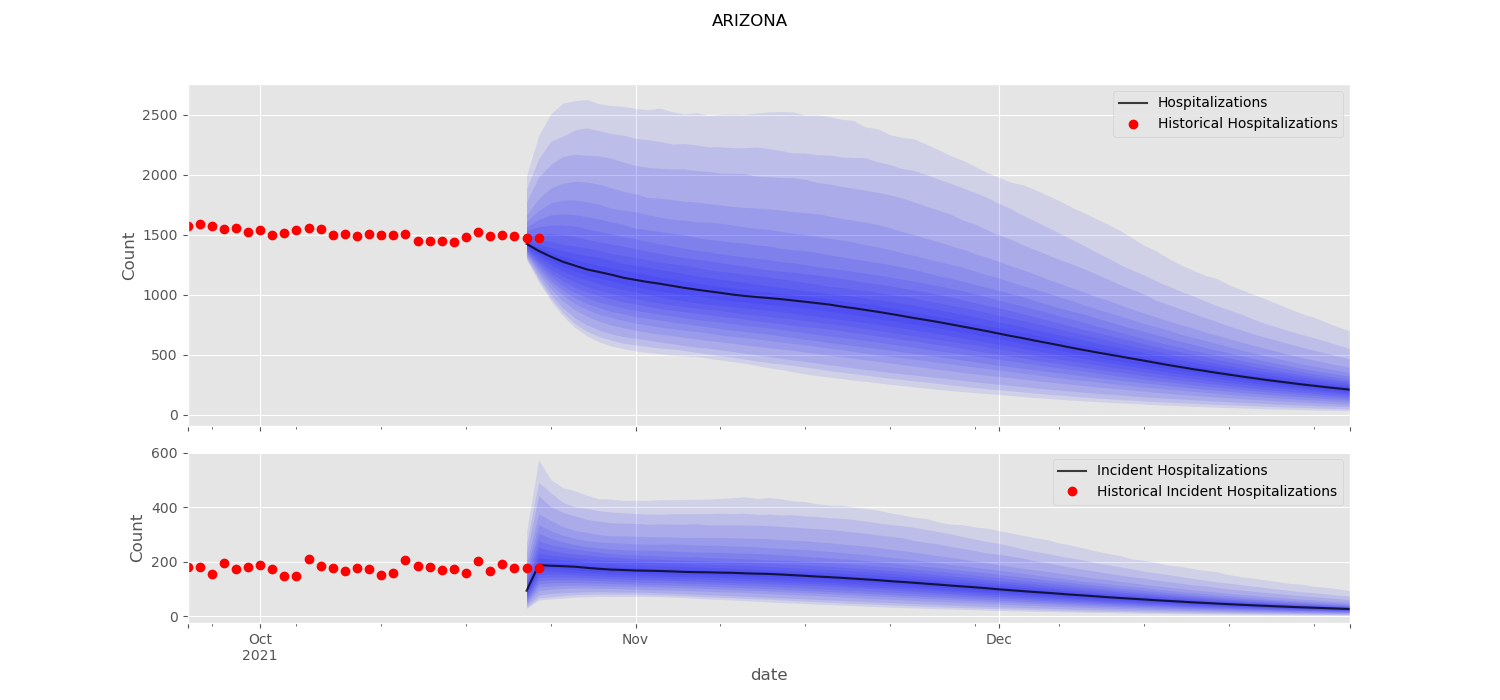 ARIZONA
Hospitalizations
Historical Hospitalizations
2500
2000
1500
1000
500
0
Count
Incident Hospitalizations
Historical Incident Hospitalizations
600
400
200
0
Count
Oct
2021
Nov
Dec
date